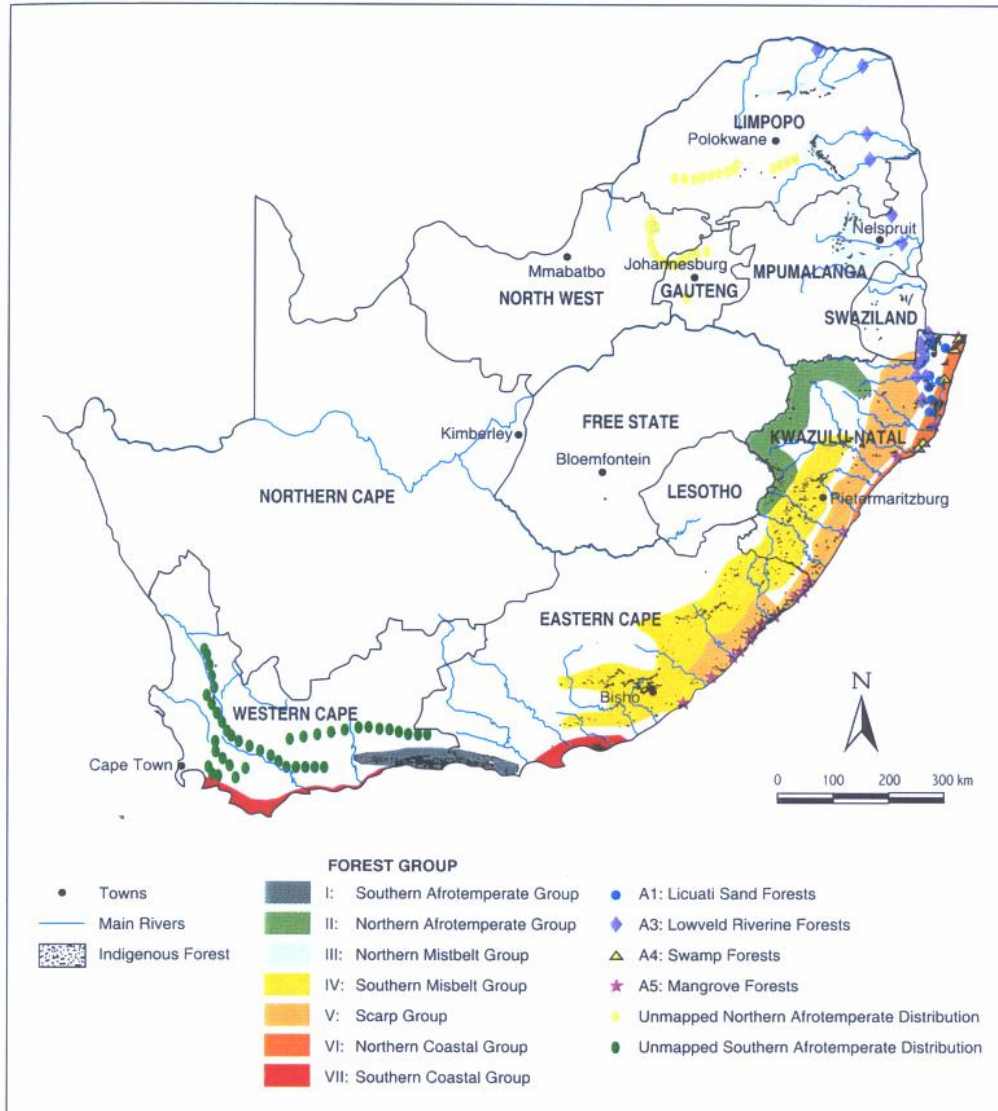 LIMPOPO
Polokwane
Nelspruit
Mmabatbo
Johannesburg
MPUMALANGA
NORTH WEST
GAUTENG
SWAZILAND
FREE STATE
Kimberley
KWAZULU-NATAL
Bloemfontein
NORTHERN CAPE
LESOTHO
Pietermaritzburg
EASTERN CAPE
N
Bisho
WESTERN CAPE
Cape Town
0 100 200 300 km
FOREST GROUP
Towns
Main Rivers
Indigenous Forest
I: Southern Afrotemperate Group
II: Northern Afrotemperate Group
III: Northern Mistbelt Group
IV: Southern Misbelt Group
V: Scarp Group
VI: Northern Coastal Group
VII: Southern Coastal Group
A1: Licuati Sand Forests
A3: Lowveld Riverine Forests
A4: Swamp Forests
A5: Mangrove Forests
Unmapped Northern Afrotemperate Distribution
Unmapped Southern Afrotemperate Distribution